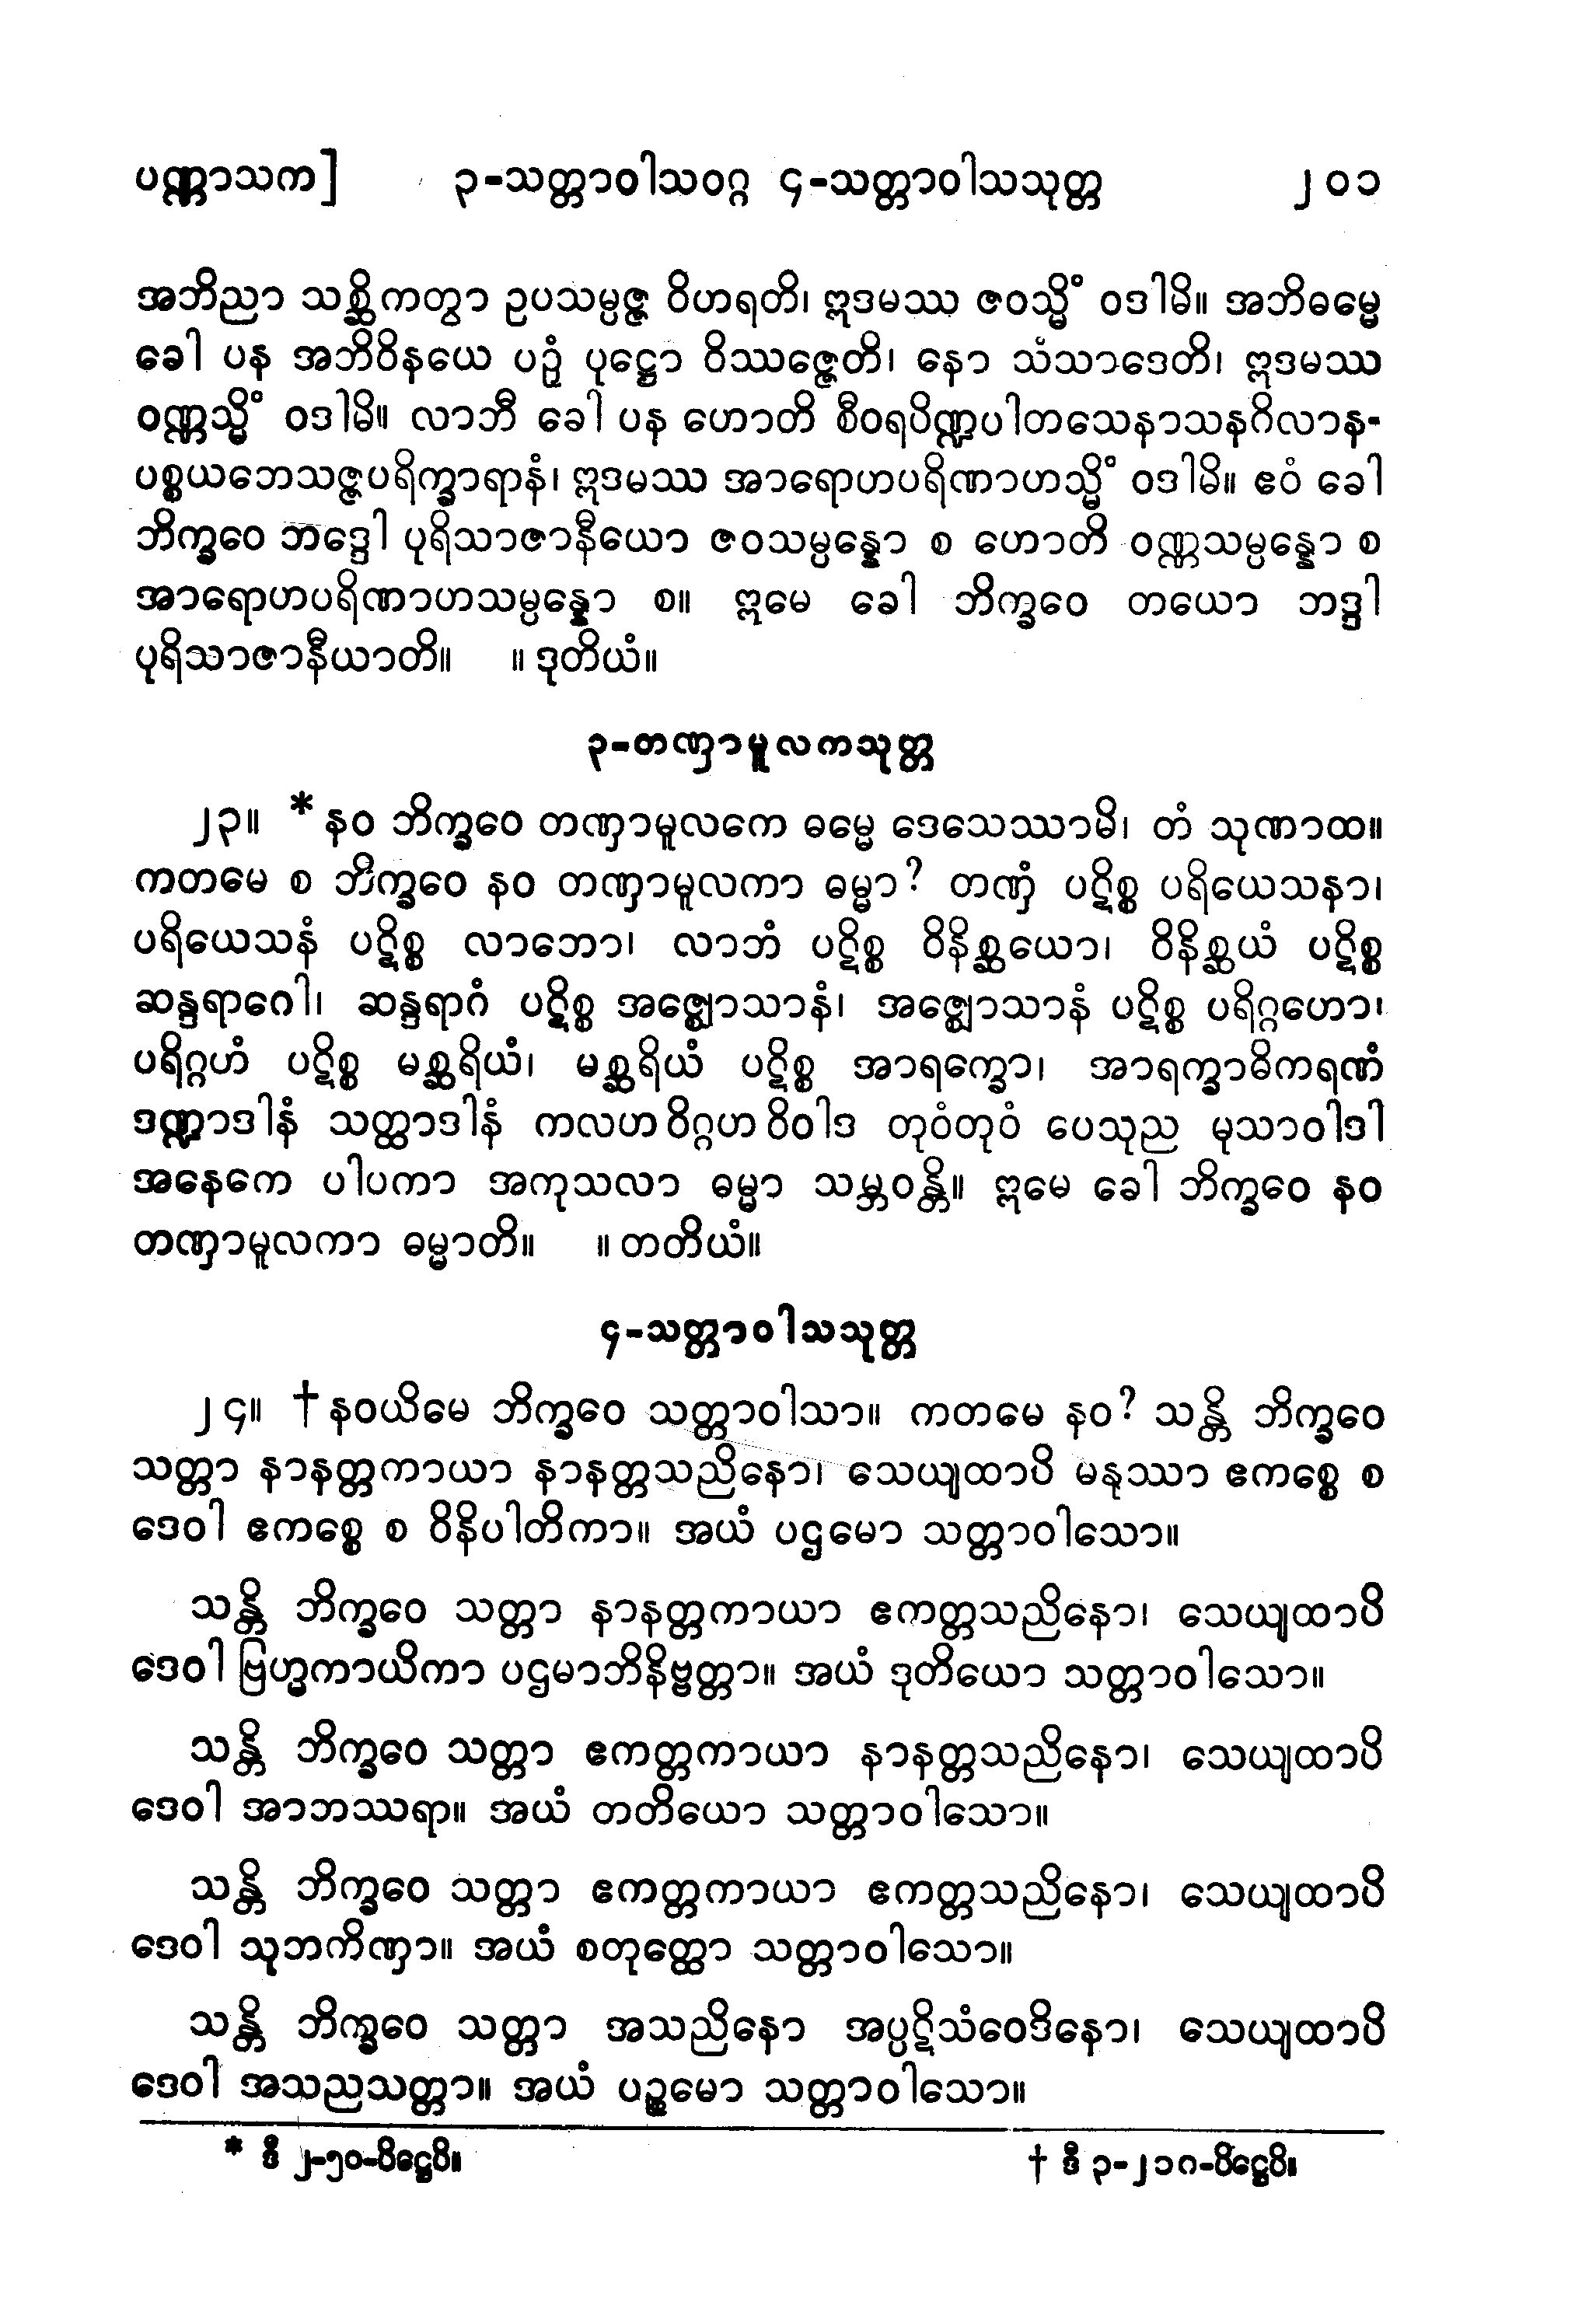 ပဏ္ဏာသက] ၃-သတ္တာဝါသဝဂ္ဂ ၄-သတ္တာဝါသသုတ္တ ၂၀၁
အဘိညာ သစ္ဆိကတွာ ဥပသမ္ပဇ္ဇ ဝိဟရတိ၊ ဣဒမဿ ဇဝသ္မိံ ဝဒါမိ။ အဘိဓမ္မေ
ခေါ ပန အဘိဝိနယေ ပဉှံ ပုဋ္ဌော ဝိဿဇ္ဇေတိ၊ နော သံသာဒေတိ၊ ဣဒမဿ
ဝဏ္ဏသ္မိံ ဝဒါမိ။ လာဘီ ခေါ ပန ဟောတိ စီဝရပိဏ္ဍပါတသေနာသနဂိလာန-
ပစ္စယဘေသဇ္ဇပရိက္ခာရာနံ၊ ဣဒမဿ အာရောဟပရိဏာဟသ္မိံ ဝဒါမိ။ ဧဝံ ခေါ
ဘိက္ခဝေ ဘဒ္ဒေါ ပုရိသာဇာနီယော ဇဝသမ္ပန္နော စ ဟောတိ ဝဏ္ဏသမ္ပန္နော စ
အာရောဟပရိဏာဟသမ္ပန္နော စ။ ဣမေ ခေါ ဘိက္ခဝေ တယော ဘဒ္ဒါ
ပုရိသာဇာနီယာတိ။ ။ ဒုတိယံ။
၃-တဏှာမူလကသုတ္တ
၂၃။ * နဝ ဘိက္ခဝေ တဏှာမူလကေ ဓမ္မေ ဒေသေဿာမိ၊ တံ သုဏာထ။
ကတမေ စ ဘိက္ခဝေ နဝ တဏှာမူလကာ ဓမ္မာ? တဏှံ ပဋိစ္စ ပရိယေသနာ၊
ပရိယေသနံ ပဋိစ္စ လာဘော၊ လာဘံ ပဋိစ္စ ဝိနိစ္ဆယော၊ ဝိနိစ္ဆယံ ပဋိစ္စ
ဆန္ဒရာဂေါ၊ ဆန္ဒရာဂံ ပဋိစ္စ အဇ္ဈောသာနံ၊ အဇ္ဈောသာနံ ပဋိစ္စ ပရိဂ္ဂဟော၊
ပရိဂ္ဂဟံ ပဋိစ္စ မစ္ဆရိယံ၊ မစ္ဆရိယံ ပဋိစ္စ အာရက္ခော၊ အာရက္ခာဓိကရဏံ
ဒဏ္ဍာဒါနံ သတ္ထာဒါနံ ကလဟ ဝိဂ္ဂဟ ဝိဝါဒ တုဝံတုဝံ ပေသုည မုသာဝါဒါ
အနေကေ ပါပကာ အကုသလာ ဓမ္မာ သမ္ဘဝန္တိ။ ဣမေ ခေါ ဘိက္ခဝေ နဝ
တဏှာမူလကာ ဓမ္မာတိ။ ။ တတိယံ။
၄-သတ္တာဝါသသုတ္တ
၂၄။ † နဝယိမေ ဘိက္ခဝေ သတ္တာဝါသာ။ ကတမေ နဝ? သန္တိ ဘိက္ခဝေ
သတ္တာ နာနတ္တကာယာ နာနတ္တသညိနော၊ သေယျထာပိ မနုဿာ ဧကစ္စေ စ
ဒေဝါ ဧကစ္စေ စ ဝိနိပါတိကာ။ အယံ ပဌမော သတ္တာဝါသော။
သန္တိ ဘိက္ခဝေ သတ္တာ နာနတ္တကာယာ ဧကတ္တသညိနော၊ သေယျထာပိ
ဒေဝါ ဗြဟ္မကာယိကာ ပဌမာဘိနိဗ္ဗတ္တာ။ အယံ ဒုတိယော သတ္တာဝါသော။
သန္တိ ဘိက္ခဝေ သတ္တာ ဧကတ္တကာယာ နာနတ္တသညိနော၊ သေယျထာပိ
ဒေဝါ အာဘဿရာ။ အယံ တတိယော သတ္တာဝါသော။
သန္တိ ဘိက္ခဝေ သတ္တာ ဧကတ္တကာယာ ဧကတ္တသညိနော၊ သေယျထာပိ
ဒေဝါ သုဘကိဏှာ။ အယံ စတုတ္ထော သတ္တာဝါသော။
သန္တိ ဘိက္ခဝေ သတ္တာ အသညိနော အပ္ပဋိသံဝေဒိနော၊ သေယျထာပိ
ဒေဝါ အသညသတ္တာ။ အယံ ပဉ္စမော သတ္တာဝါသော။
* ဒီ ၂-၅၀-ပိဋ္ဌေပိ။ † ဒီ ၃-၂၁၈-ပိဋ္ဌေပိ။